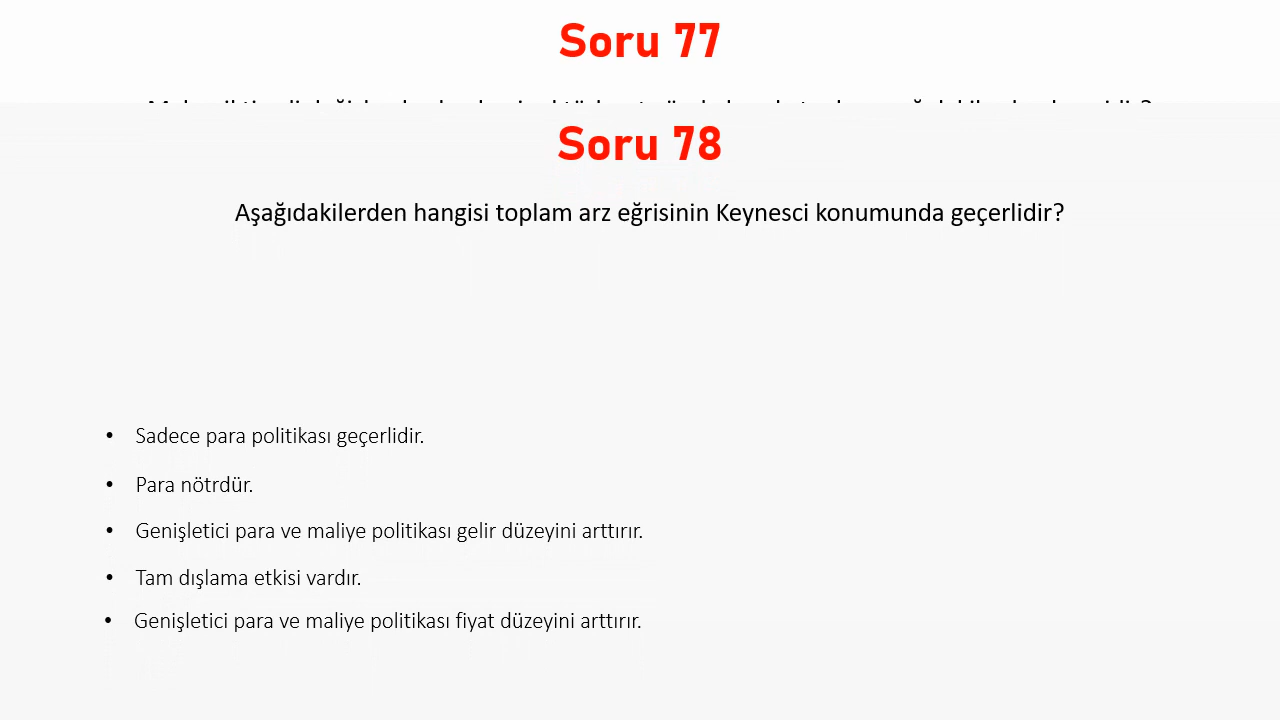 Soru 77
Soru 78
Aşağıdakilerden hangisi toplam arz eğrisinin Keynesci konumunda geçerlidir?
• Sadece para politikası geçerlidir.
• Para nötrdür.
• Genişletici para ve maliye politikası gelir düzeyini arttırır.
• Tam dışlama etkisi vardır.
• Genişletici para ve maliye politikası fiyat düzeyini arttırır.